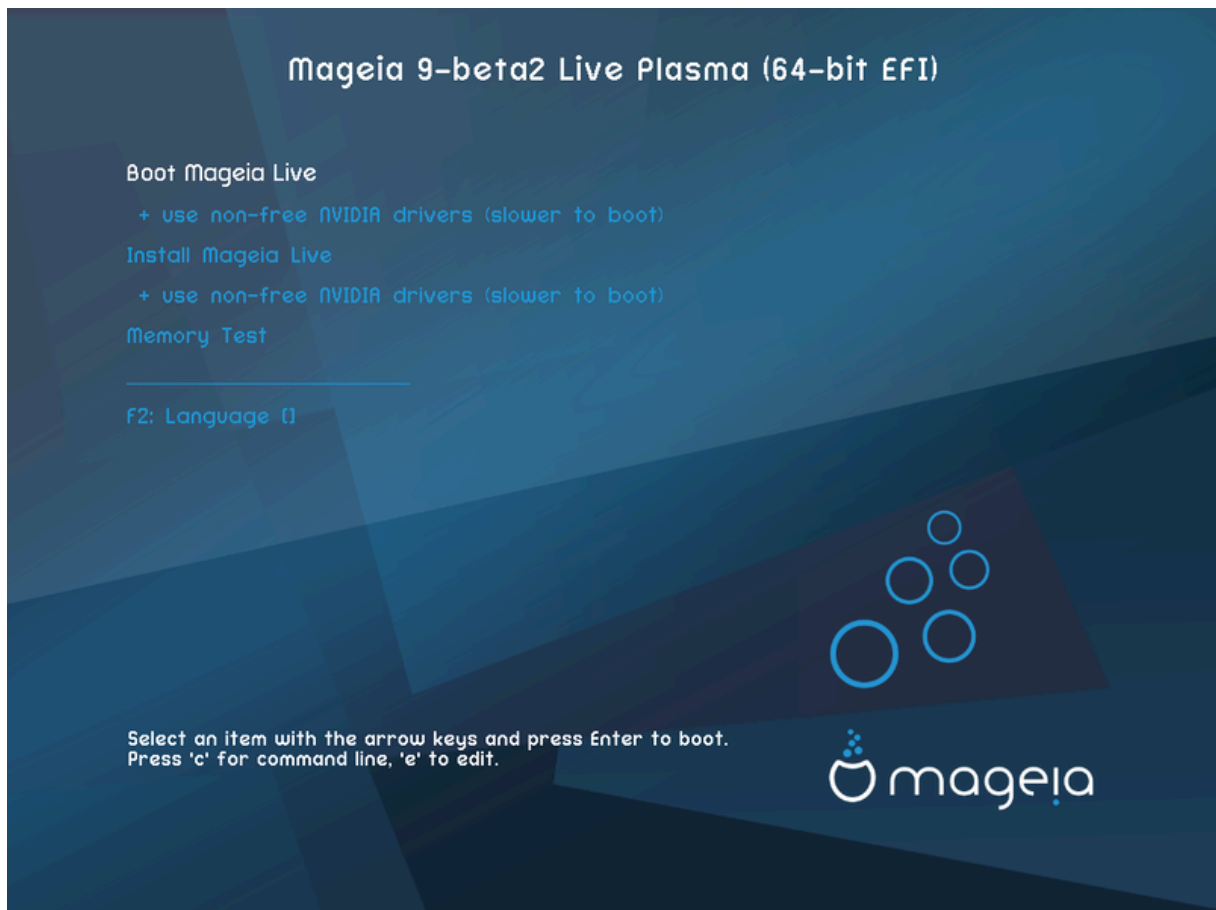 Mageia 9-beta2 Live Plasma (64-bit EFI)
Boot Mageia Live
+ use non-free NVIDIA drivers (slower to boot)
Install Mageia Live
+ use non-free NVIDIA drivers (slower to boot)
Memory Test
F2: Language []
Select an item with the arrow keys and press Enter to boot.
Press 'c' for command line, 'e' to edit.
mageia